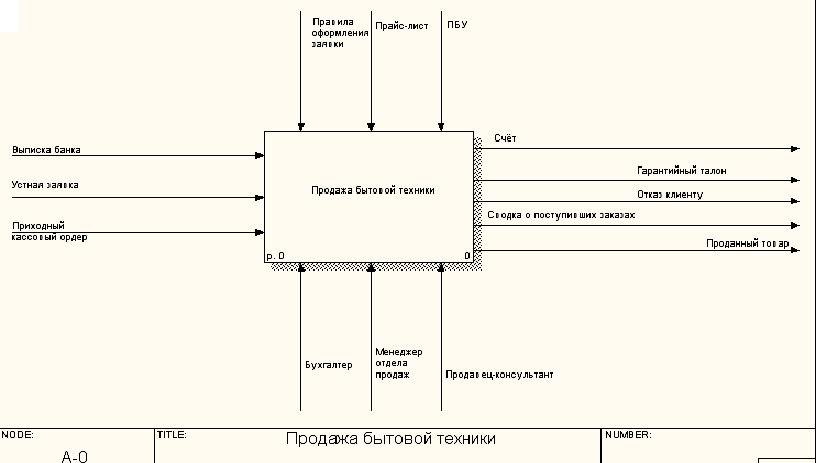 Правила
оформления
заявки
Прайс-лист
ПБУ
Выписка банка
Устная заявка
Приходный
кассовый ордер
Продажа бытовой техники
р. 0
0
Счёт
Гарантийный талон
Отказ клиенту
Сводка о поступивших заказах
Проданный товар
Бухгалтер
Менеджер
отдела
продаж
Продавец-консультант
NODE:
A-0
TITLE:
Продажа бытовой техники
NUMBER: